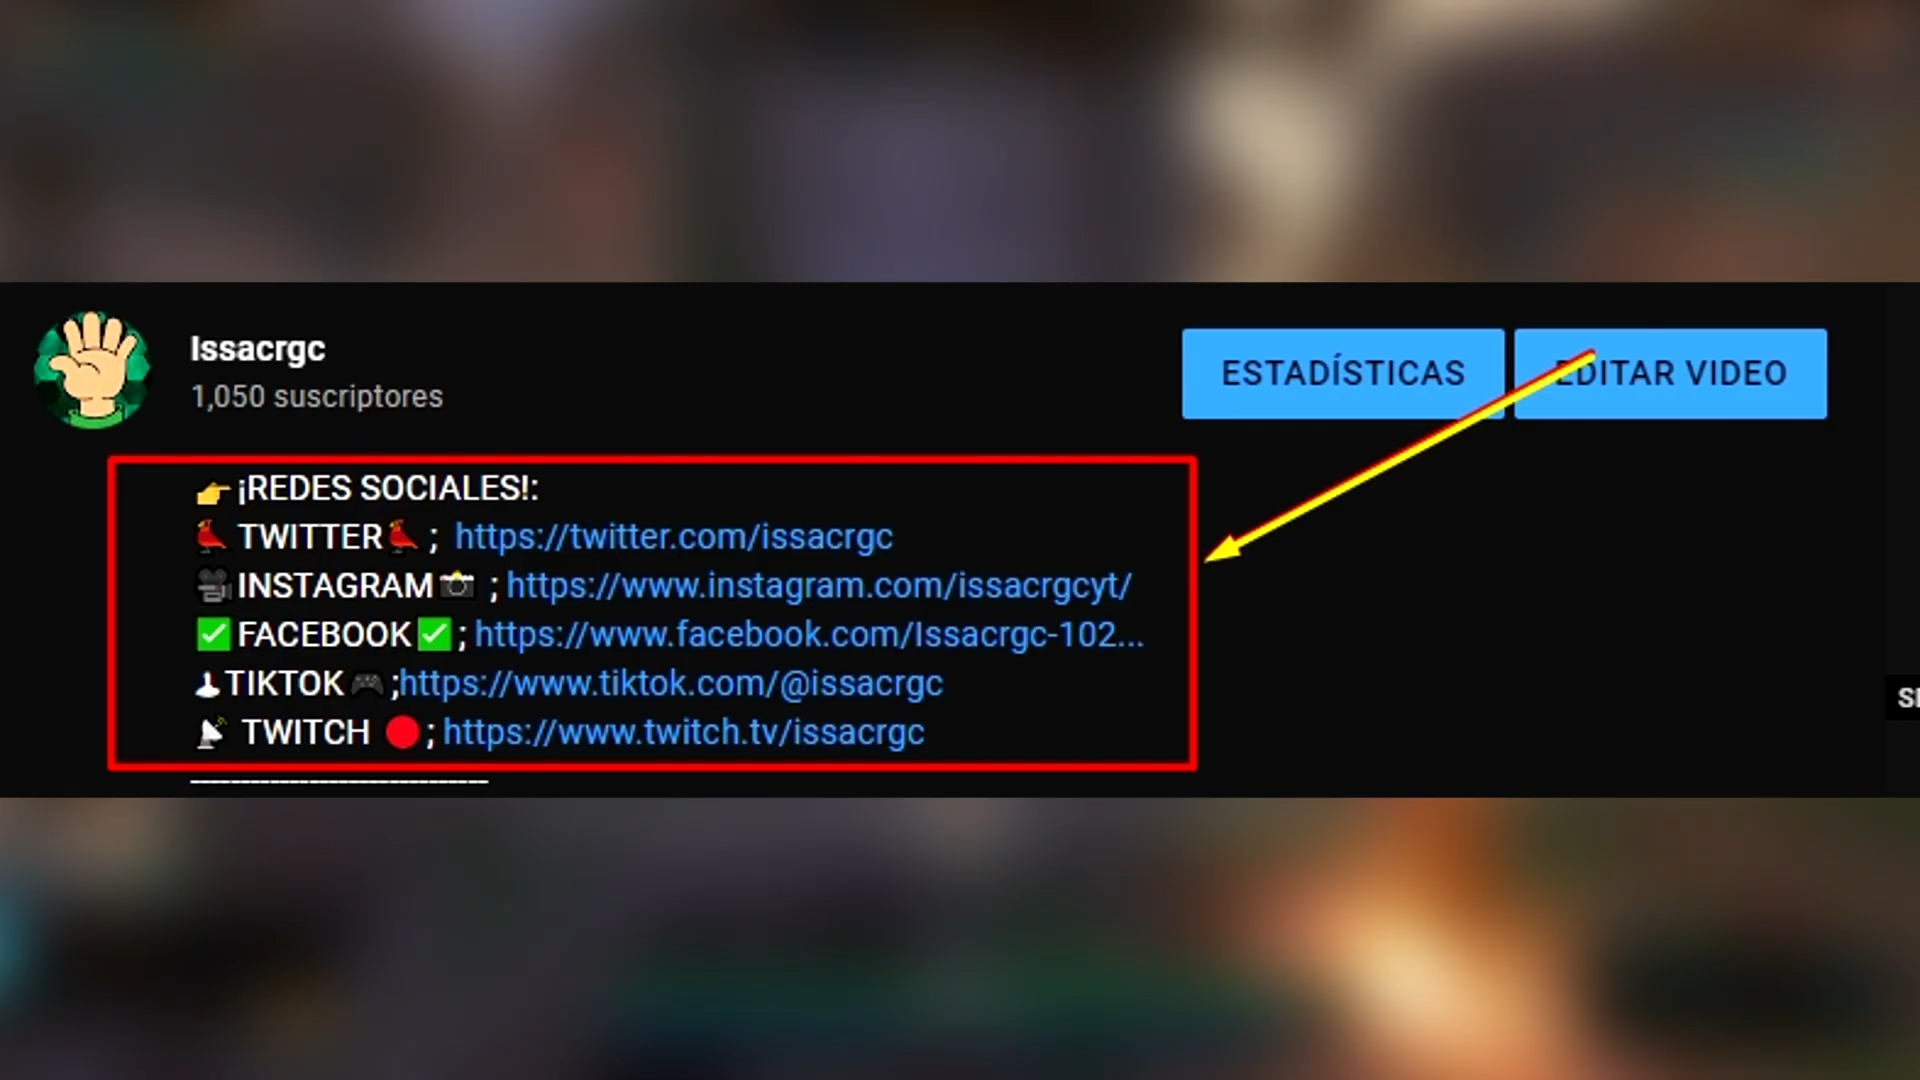 Issacrgc
1,050 suscriptores
ESTADÍSTICAS
EDITAR VIDEO
👉¡REDES SOCIALES!:
TWITTER ; https://twitter.com/issacrgc
🎥INSTAGRAM📸 ; https://www.instagram.com/issacrgcyt/
✅FACEBOOK✅; https://www.facebook.com/Issacrgc-102...
🕹TIKTOK🎮;https://www.tiktok.com/@issacrgc
📡 TWITCH 🔴; https://www.twitch.tv/issacrgc